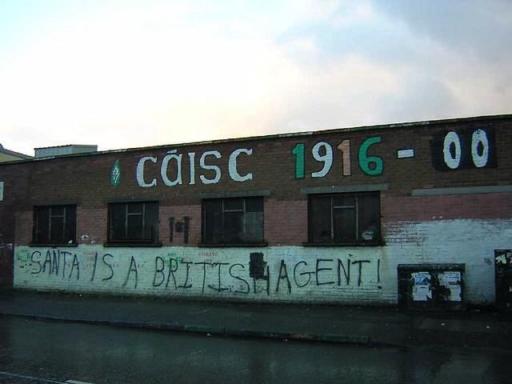 CÁISC 1916-00
SANTA IS A BRITISH AGENT!